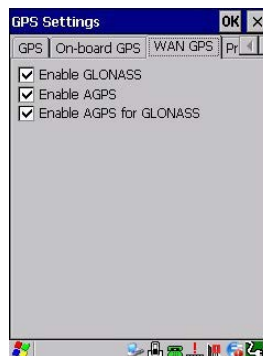 GPS Settings OK ×
GPS On-board GPS WAN GPS Pr
Enable GLONASS
Enable AGPS
Enable AGPS for GLONASS